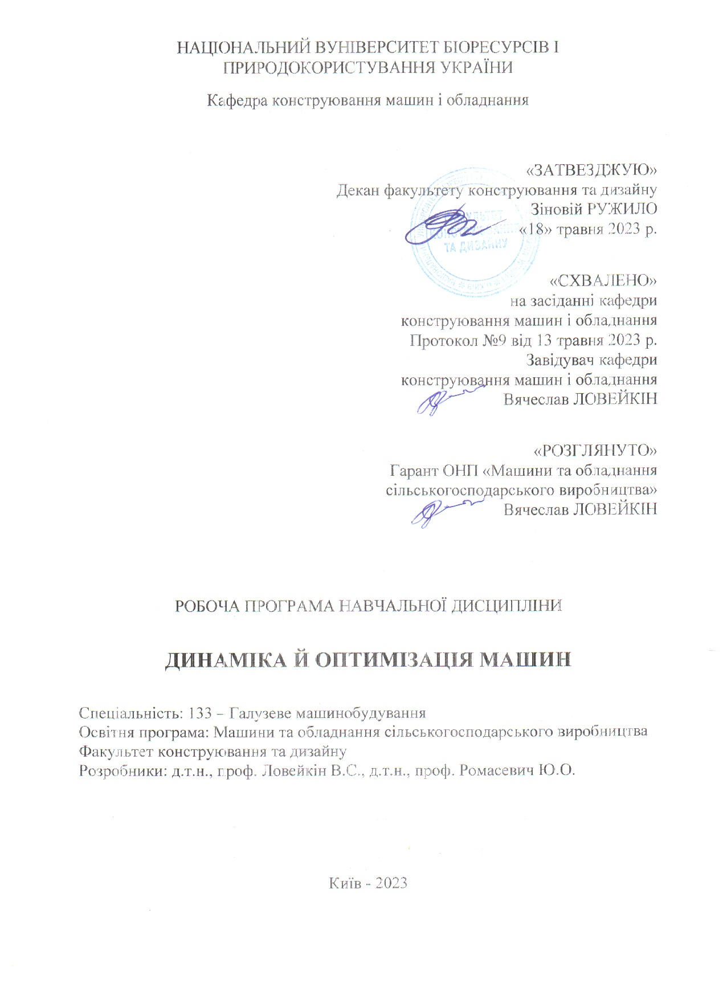 НАЦІОНАЛЬНИЙ ВУНІВЕРСИТЕТ БІОРЕСУРСІВ І
ПРИРОДОКОРИСТУВАННЯ УКРАЇНИ
Кафедра конструювання машин і обладнання
«ЗАТВЕЗДЖУЮ»
Декан факультету конструювання та дизайну
Зіновій РУЖИЛО
«18» травня 2023 р.
ТА ДИЗАЙНУ
«СХВАЛЕНО»
на засіданні кафедри
конструювання машин і обладнання
Протокол №9 від 13 травня 2023 р.
Завідувач кафедри
конструювання машин і обладнання
Вячеслав ЛОВЕЙКІН
«РОЗГЛЯНУТО»
Гарант ОНП «Машини та обладнання
сільськогосподарського виробництва»
Вячеслав ЛОВЕЙКІН
РОБОЧА ПРОГРАМА НАВЧАЛЬНОЇ ДИСЦИПЛІНИ
ДИНАМІКА Й ОПТИМІЗАЦІЯ МАШИН
Спеціальність: 133 – Галузеве машинобудування
Освітня програма: Машини та обладнання сільськогосподарського виробництва
Факультет конструювання та дизайну
Розробники: д.т.н., проф. Ловейкін В.С., д.т.н., проф. Ромасевич Ю.О.
Київ - 2023